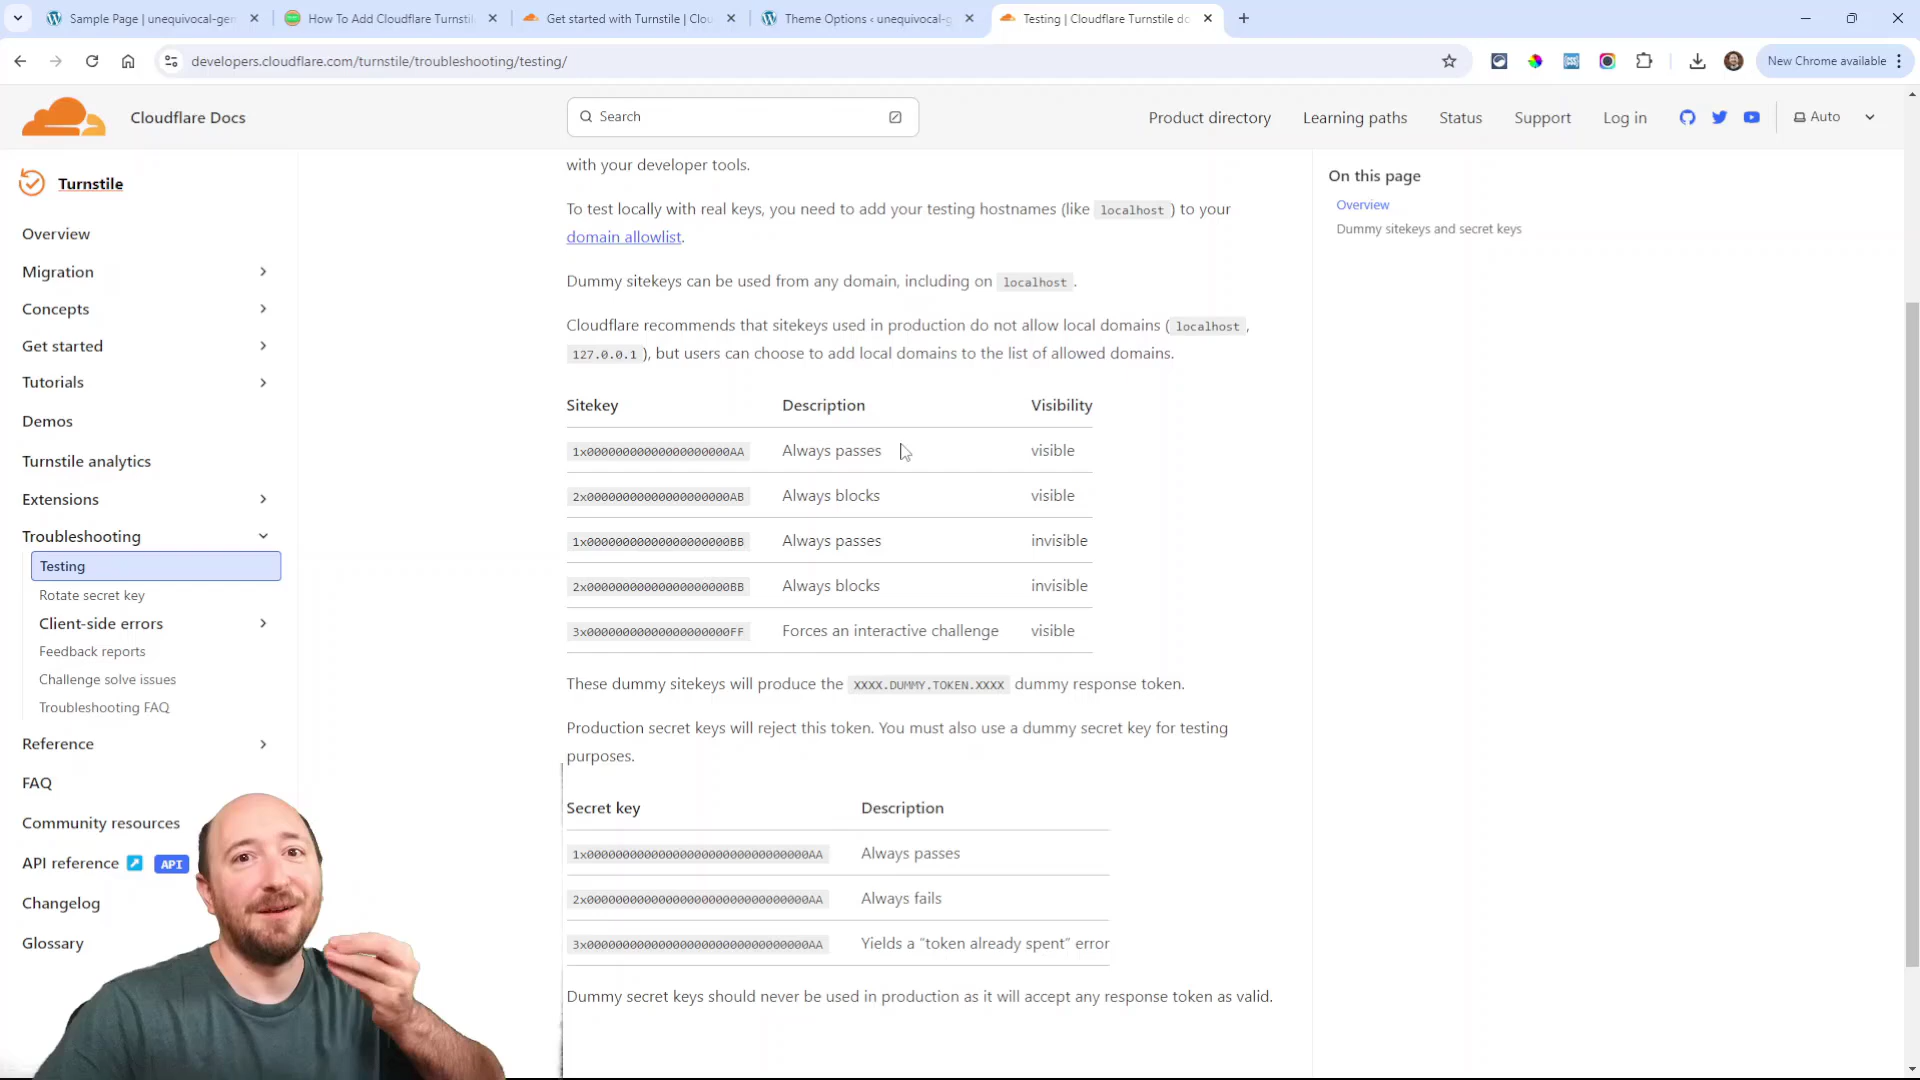 Sample Page | unequivocal-gen
How To Add Cloudflare Turnstil
Get started with Turnstile | Clou
Theme Options ‹ unequivocal-g
Testing | Cloudflare Turnstile do
developers.cloudflare.com/turnstile/troubleshooting/testing/
New Chrome available
Cloudflare Docs
Search
Product directory
Learning paths
Status
Support
Log in
Auto
Turnstile
Overview
Migration
Concepts
Get started
Tutorials
Demos
Turnstile analytics
Extensions
Troubleshooting
Testing
Rotate secret key
Client-side errors
Feedback reports
Challenge solve issues
Troubleshooting FAQ
Reference
FAQ
Community resources
API reference API
Changelog
Glossary
with your developer tools.
To test locally with real keys, you need to add your testing hostnames (like localhost ) to your
domain allowlist.
Dummy sitekeys can be used from any domain, including on localhost .
Cloudflare recommends that sitekeys used in production do not allow local domains ( localhost ,
127.0.0.1 ), but users can choose to add local domains to the list of allowed domains.
Sitekey Description Visibility
1x00000000000000000000AA Always passes visible
2x00000000000000000000AB Always blocks visible
1x00000000000000000000BB Always passes invisible
2x00000000000000000000BB Always blocks invisible
3x00000000000000000000FF Forces an interactive challenge visible
These dummy sitekeys will produce the XXXX.DUMMY.TOKEN.XXXX dummy response token.
Production secret keys will reject this token. You must also use a dummy secret key for testing
purposes.
Secret key Description
1x0000000000000000000000000000000AA Always passes
2x0000000000000000000000000000000AA Always fails
3x0000000000000000000000000000000AA Yields a “token already spent” error
Dummy secret keys should never be used in production as it will accept any response token as valid.
On this page
Overview
Dummy sitekeys and secret keys